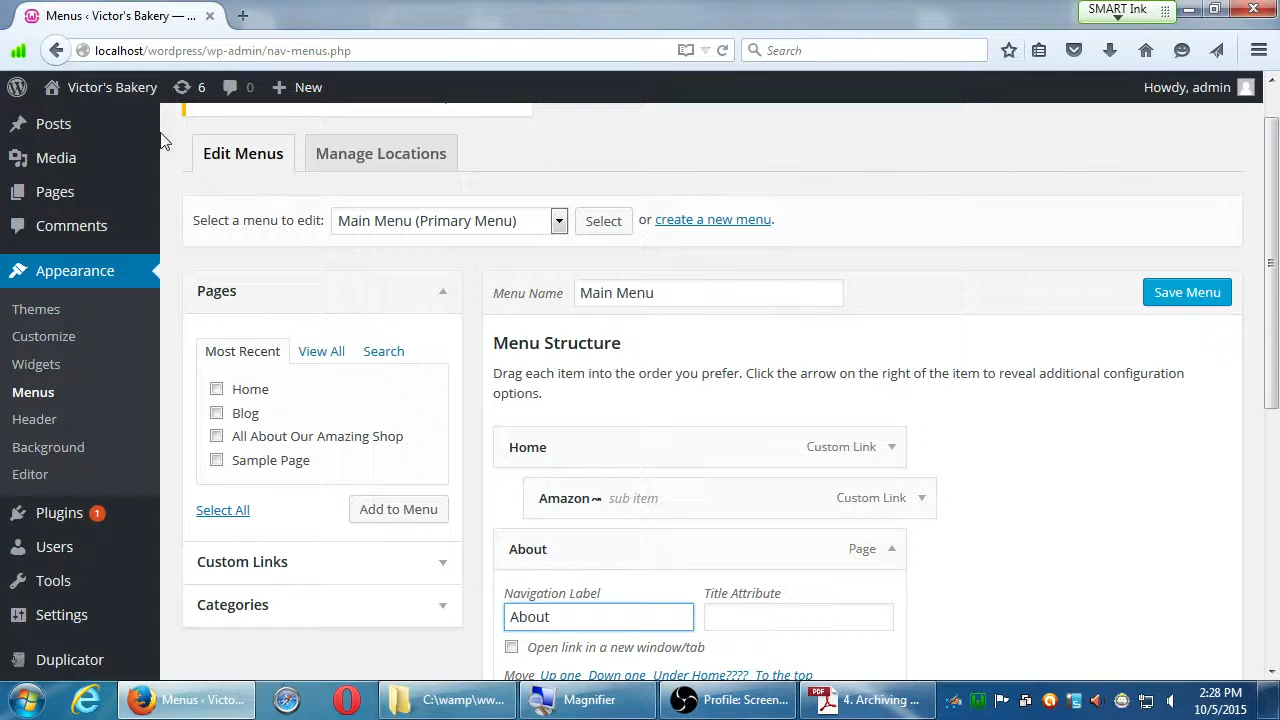 Menus ‹ Victor's Bakery — ...
SMART Ink
localhost/wordpress/wp-admin/nav-menus.php
Search
Victor's Bakery
6
0
New
Howdy, admin
Posts
Media
Pages
Comments
Appearance
Themes
Customize
Widgets
Menus
Header
Background
Editor
Plugins 1
Users
Tools
Settings
Duplicator
Edit Menus
Manage Locations
Select a menu to edit: Main Menu (Primary Menu) Select or create a new menu.
Pages
Most Recent View All Search
Home
Blog
All About Our Amazing Shop
Sample Page
Select All Add to Menu
Custom Links
Categories
Menu Name Main Menu Save Menu
Menu Structure
Drag each item into the order you prefer. Click the arrow on the right of the item to reveal additional configuration
options.
Home Custom Link
Amazon~ sub item Custom Link
About Page
Navigation Label Title Attribute
About
Open link in a new window/tab
Move Up one Down one Under Home???? To the top
Menus ‹ Victo...
C:\wamp\ww...
Magnifier
Profile: Screen...
PDF
4. Archiving ...
2:28 PM
10/5/2015